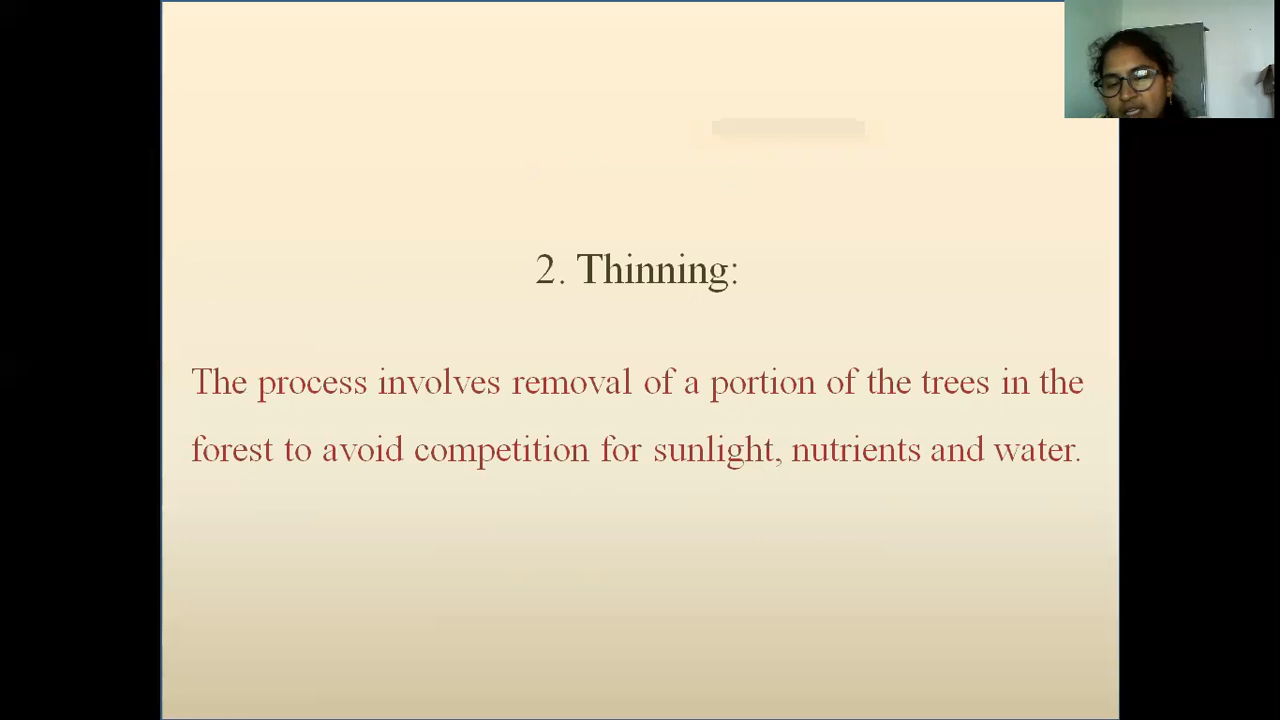 2. Thinning:
The process involves removal of a portion of the trees in the
forest to avoid competition for sunlight, nutrients and water.